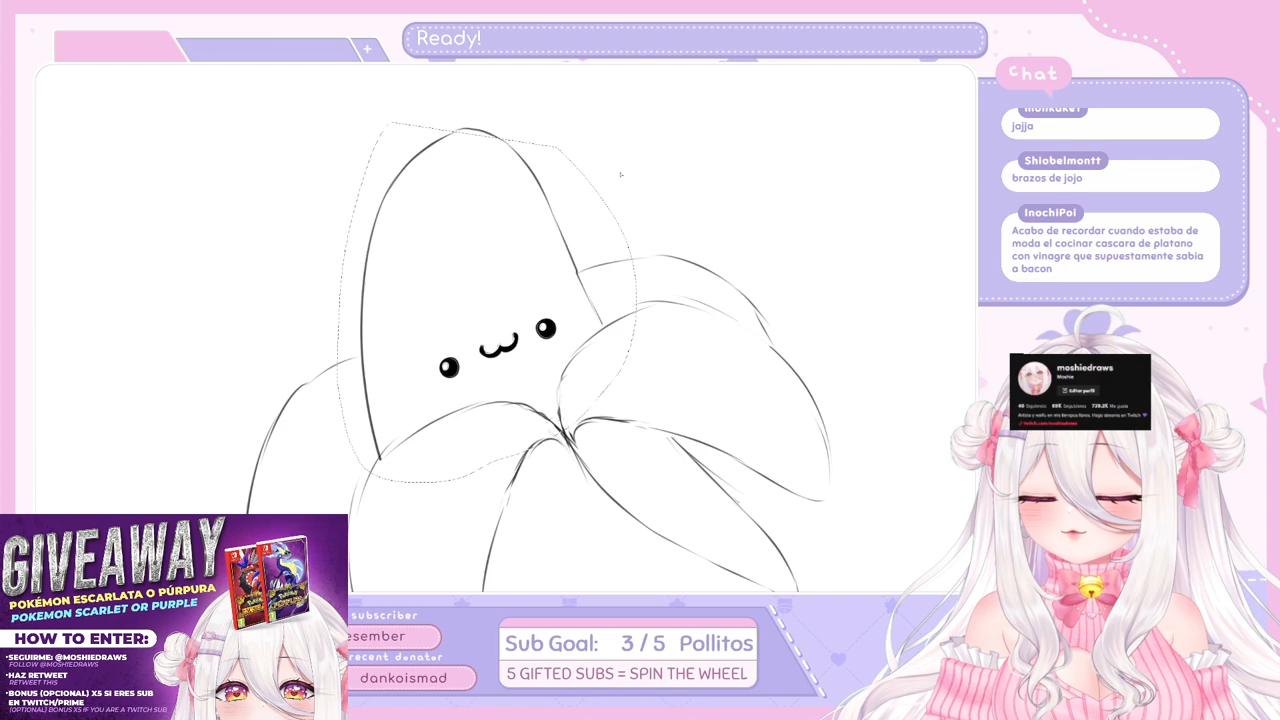 Ready!
+
chat
monkaket
jajja
Shiobelmontt
brazos de jojo
InochiPoi
Acabo de recordar cuando estaba de
moda el cocinar cascara de platano
con vinagre que supuestamente sabia
a bacon
moshiedraws
Moshie
Editar perfil
GIVEAWAY
POKÉMON ESCARLATA O PÚRPURA
POKEMON SCARLET OR PURPLE
HOW TO ENTER:
•SEGUIRME: @MOSHIEDRAWS
FOLLOW @MOSHIEDRAWS
•HAZ RETWEET
RETWEET THIS
•BONUS (OPCIONAL) X5 SI ERES SUB
EN TWITCH/PRIME
(OPTIONAL) BONUS X5 IF YOU ARE A TWITCH SUB
subscriber
esember
recent donator
dankoismad
Sub Goal: 3 / 5 Pollitos
5 GIFTED SUBS = SPIN THE WHEEL